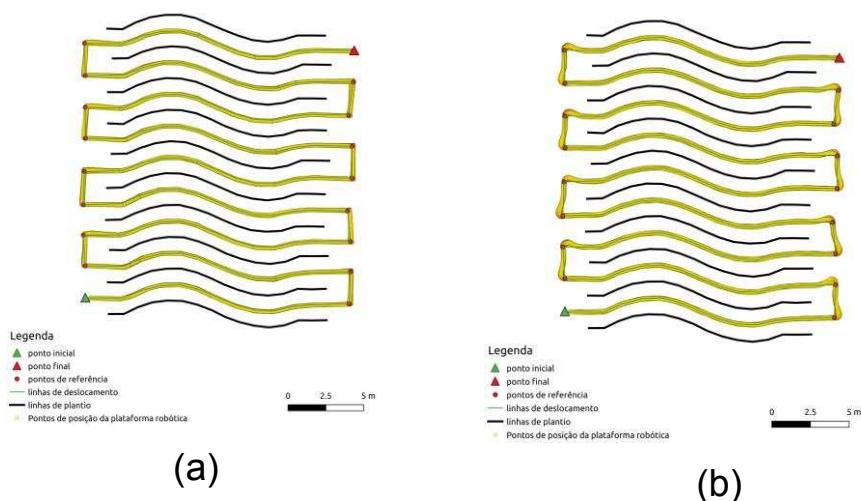 Legenda
ponto inicial
ponto final
pontos de referência
linhas de deslocamento
linhas de plantio
Pontos de posição da plataforma robótica
0 2.5 5 m
(a)
Legenda
ponto inicial
ponto final
pontos de referência
linhas de deslocamento
linhas de plantio
Pontos de posição da plataforma robótica
0 2.5 5 m
(b)